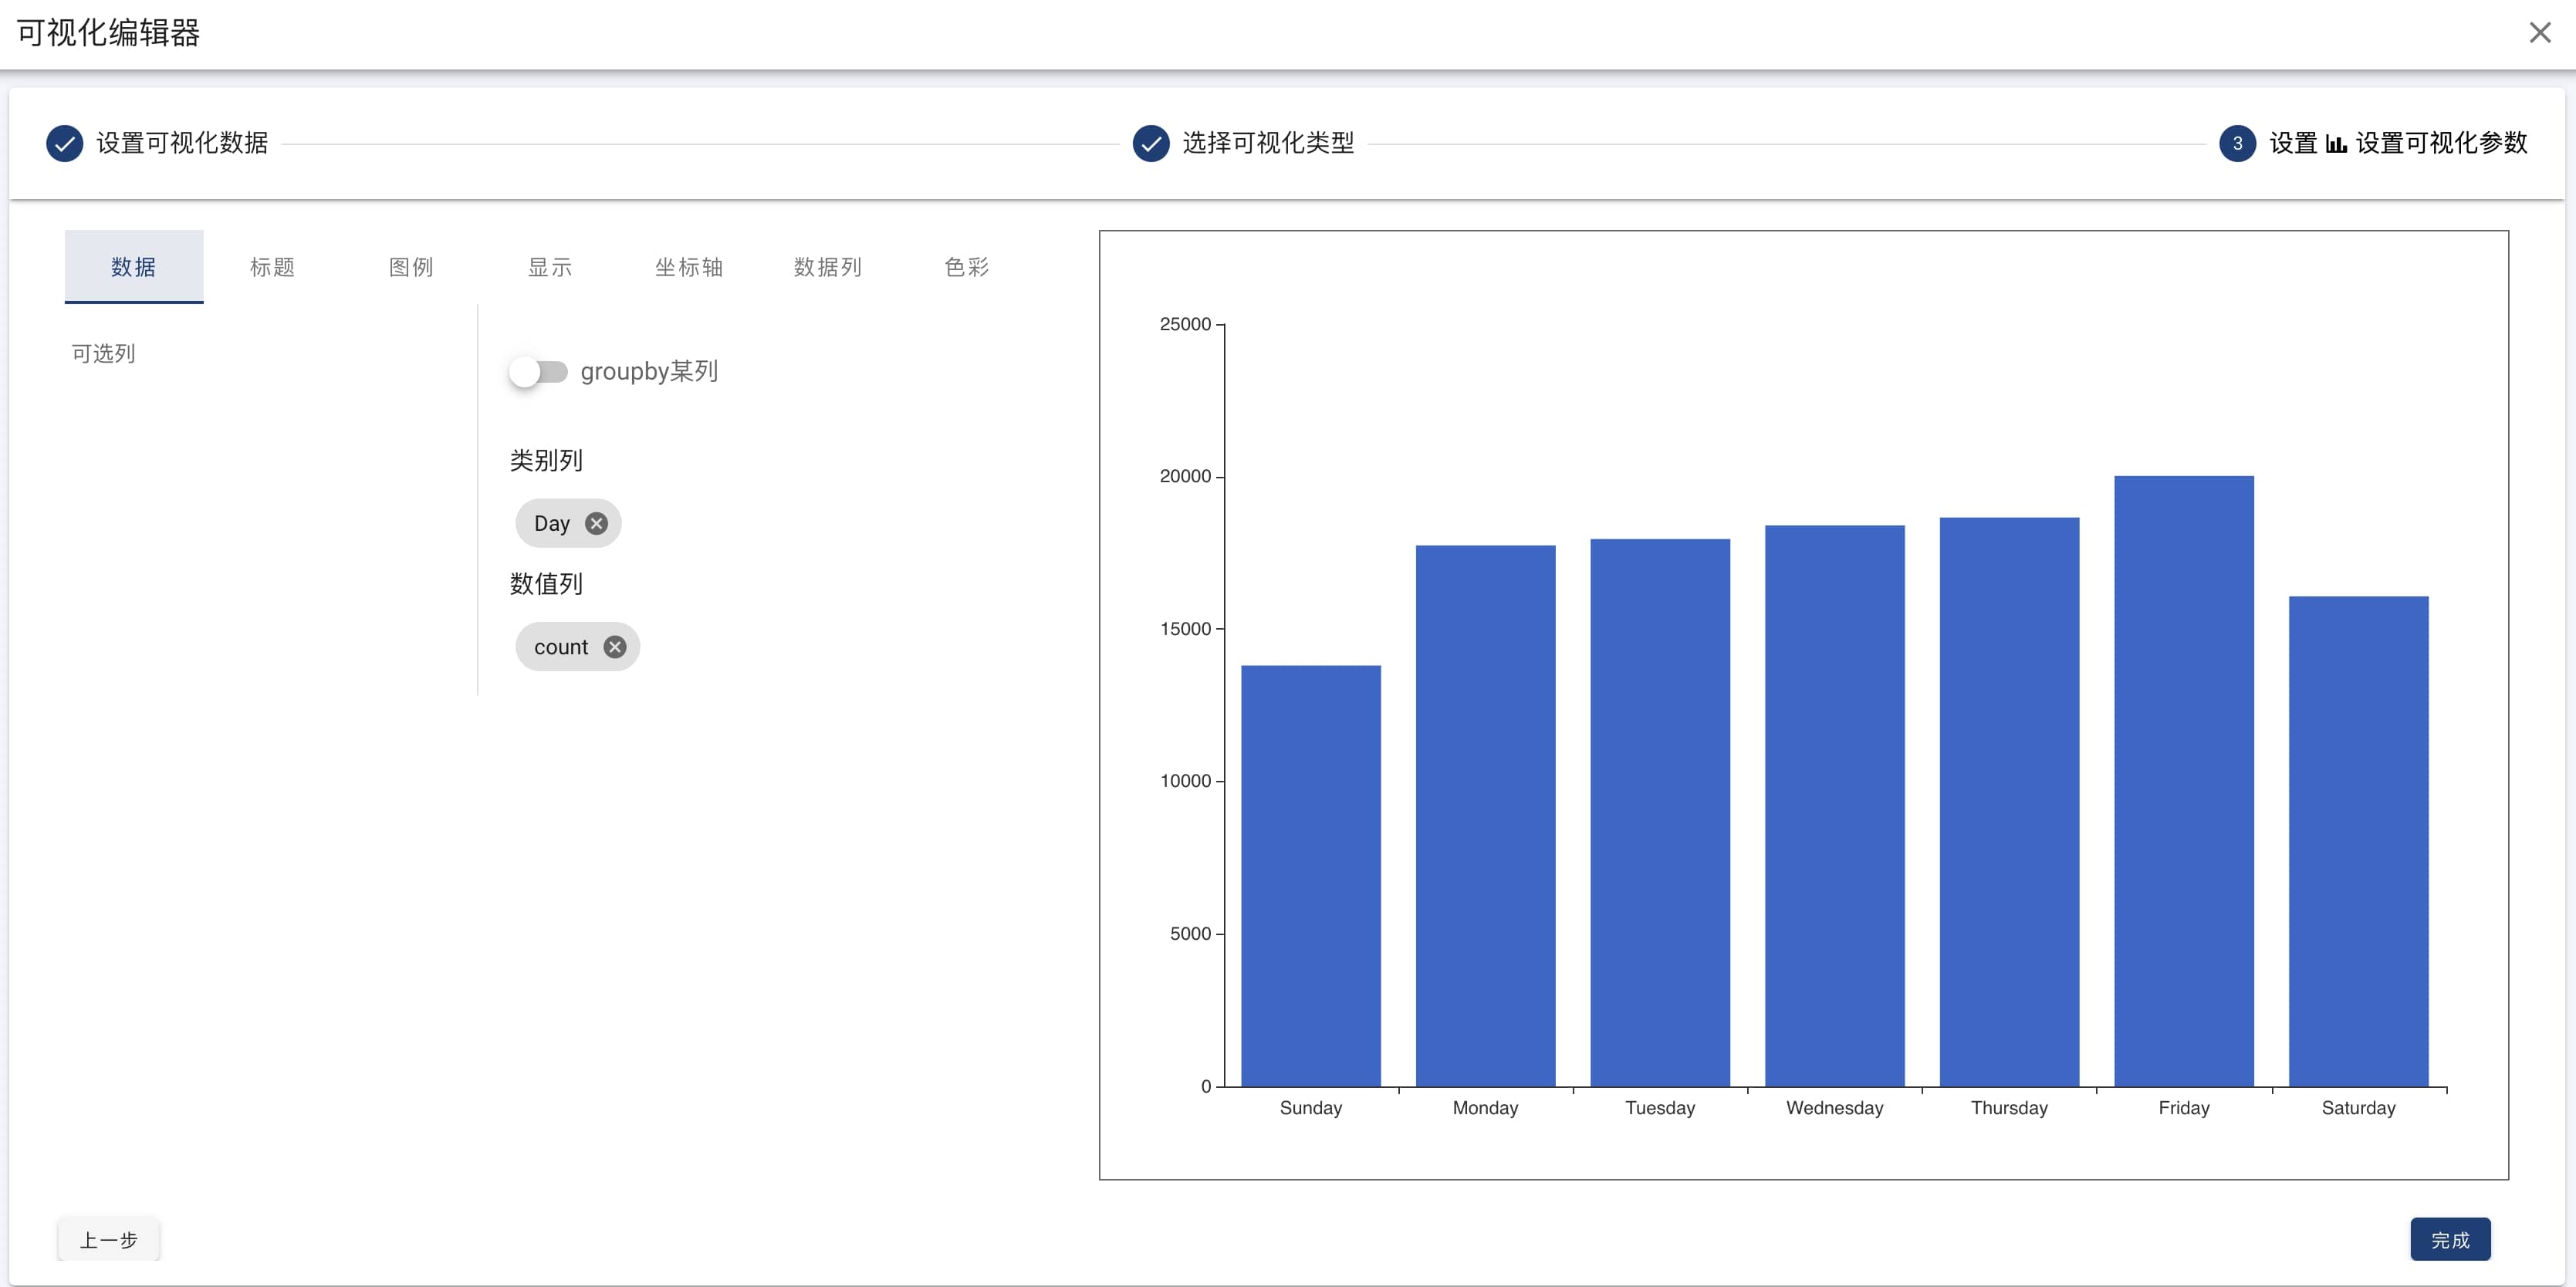 可视化编辑器
设置可视化数据
选择可视化类型
3 设置 设置可视化参数
数据 标题 图例 显示 坐标轴 数据列 色彩
可选列
groupby某列
类别列
Day
数值列
count
25000
20000
15000
10000
5000
0
Sunday Monday Tuesday Wednesday Thursday Friday Saturday
上一步
完成